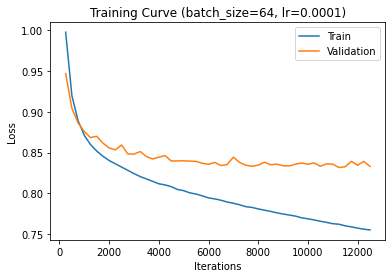 Training Curve (batch_size=64, lr=0.0001)
Train
Validation
Loss
1.00
0.95
0.90
0.85
0.80
0.75
0 2000 4000 6000 8000 10000 12000
Iterations